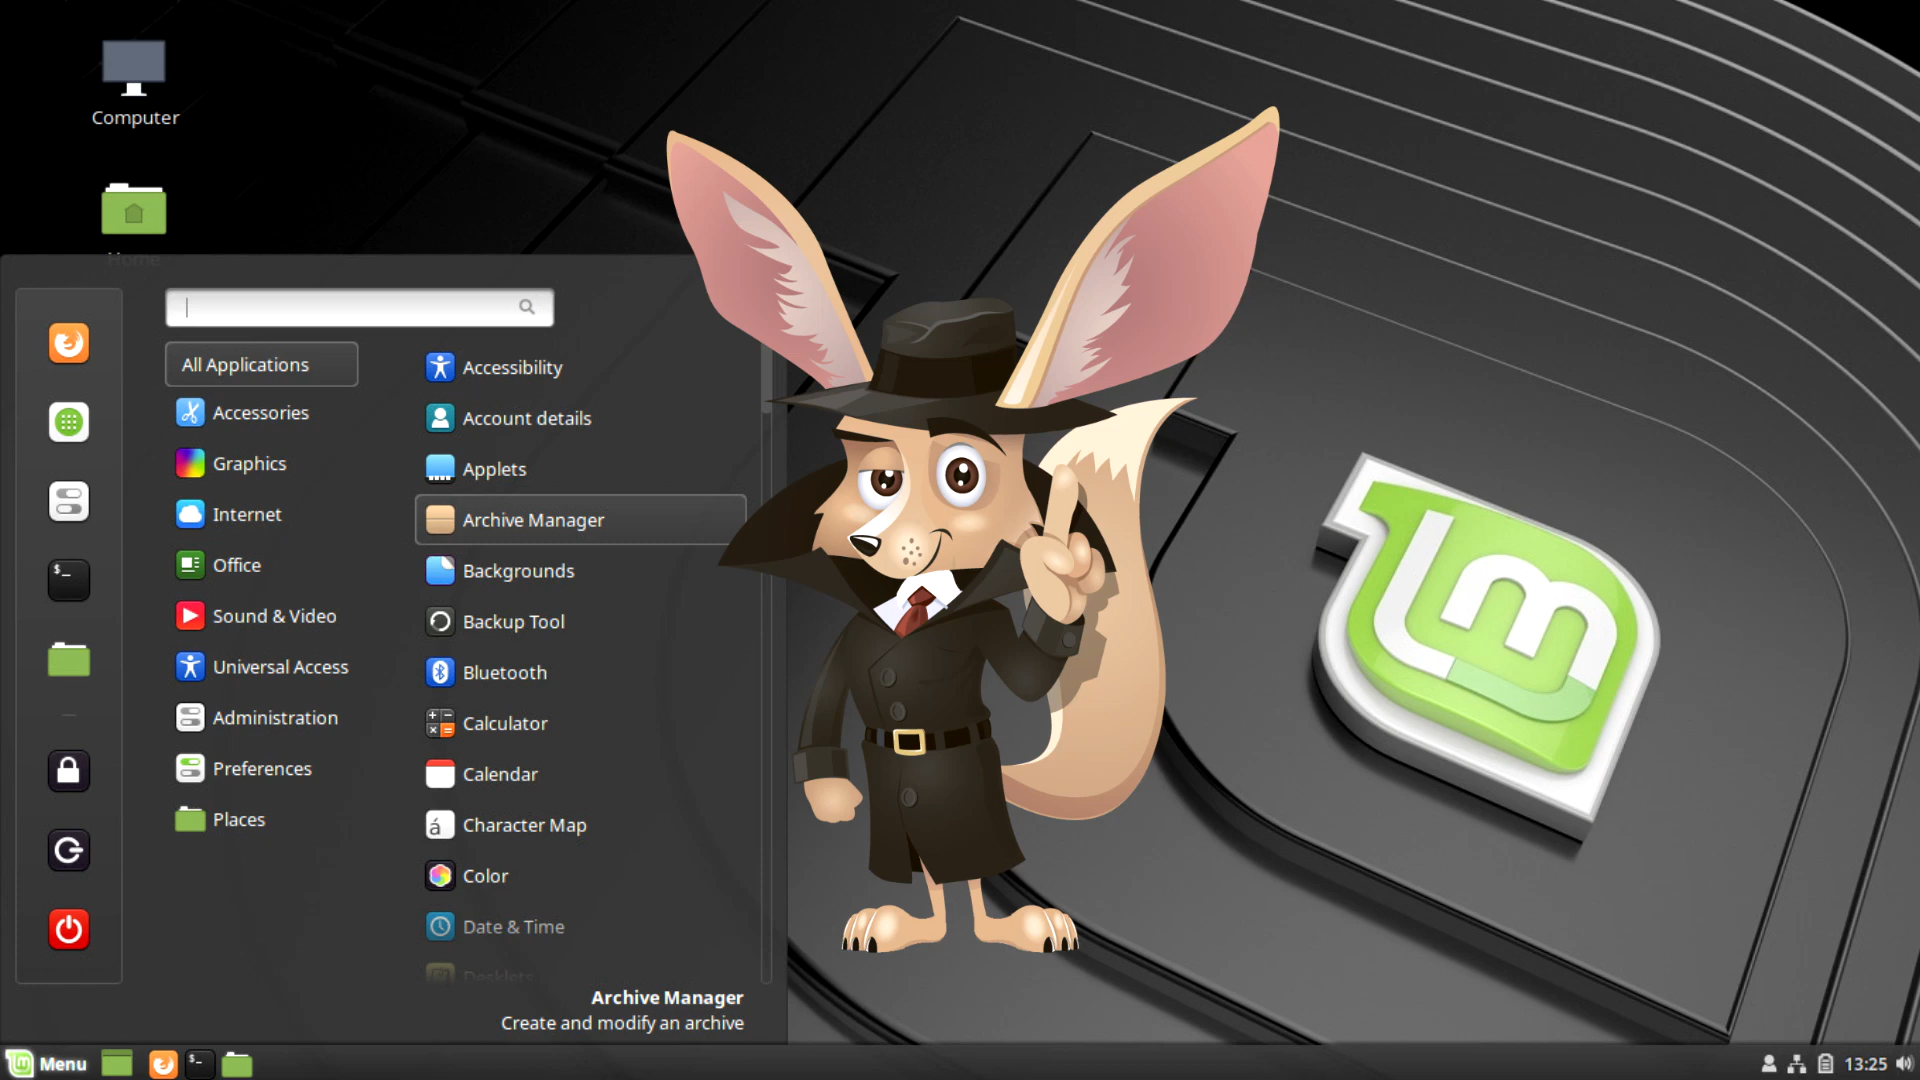 Computer
Home
All Applications
Accessories
Graphics
Internet
Office
Sound & Video
Universal Access
Administration
Preferences
Places
Accessibility
Account details
Applets
Archive Manager
Backgrounds
Backup Tool
Bluetooth
Calculator
Calendar
á Character Map
Color
Date & Time
Desklets
Archive Manager
Create and modify an archive
Menu
13:25